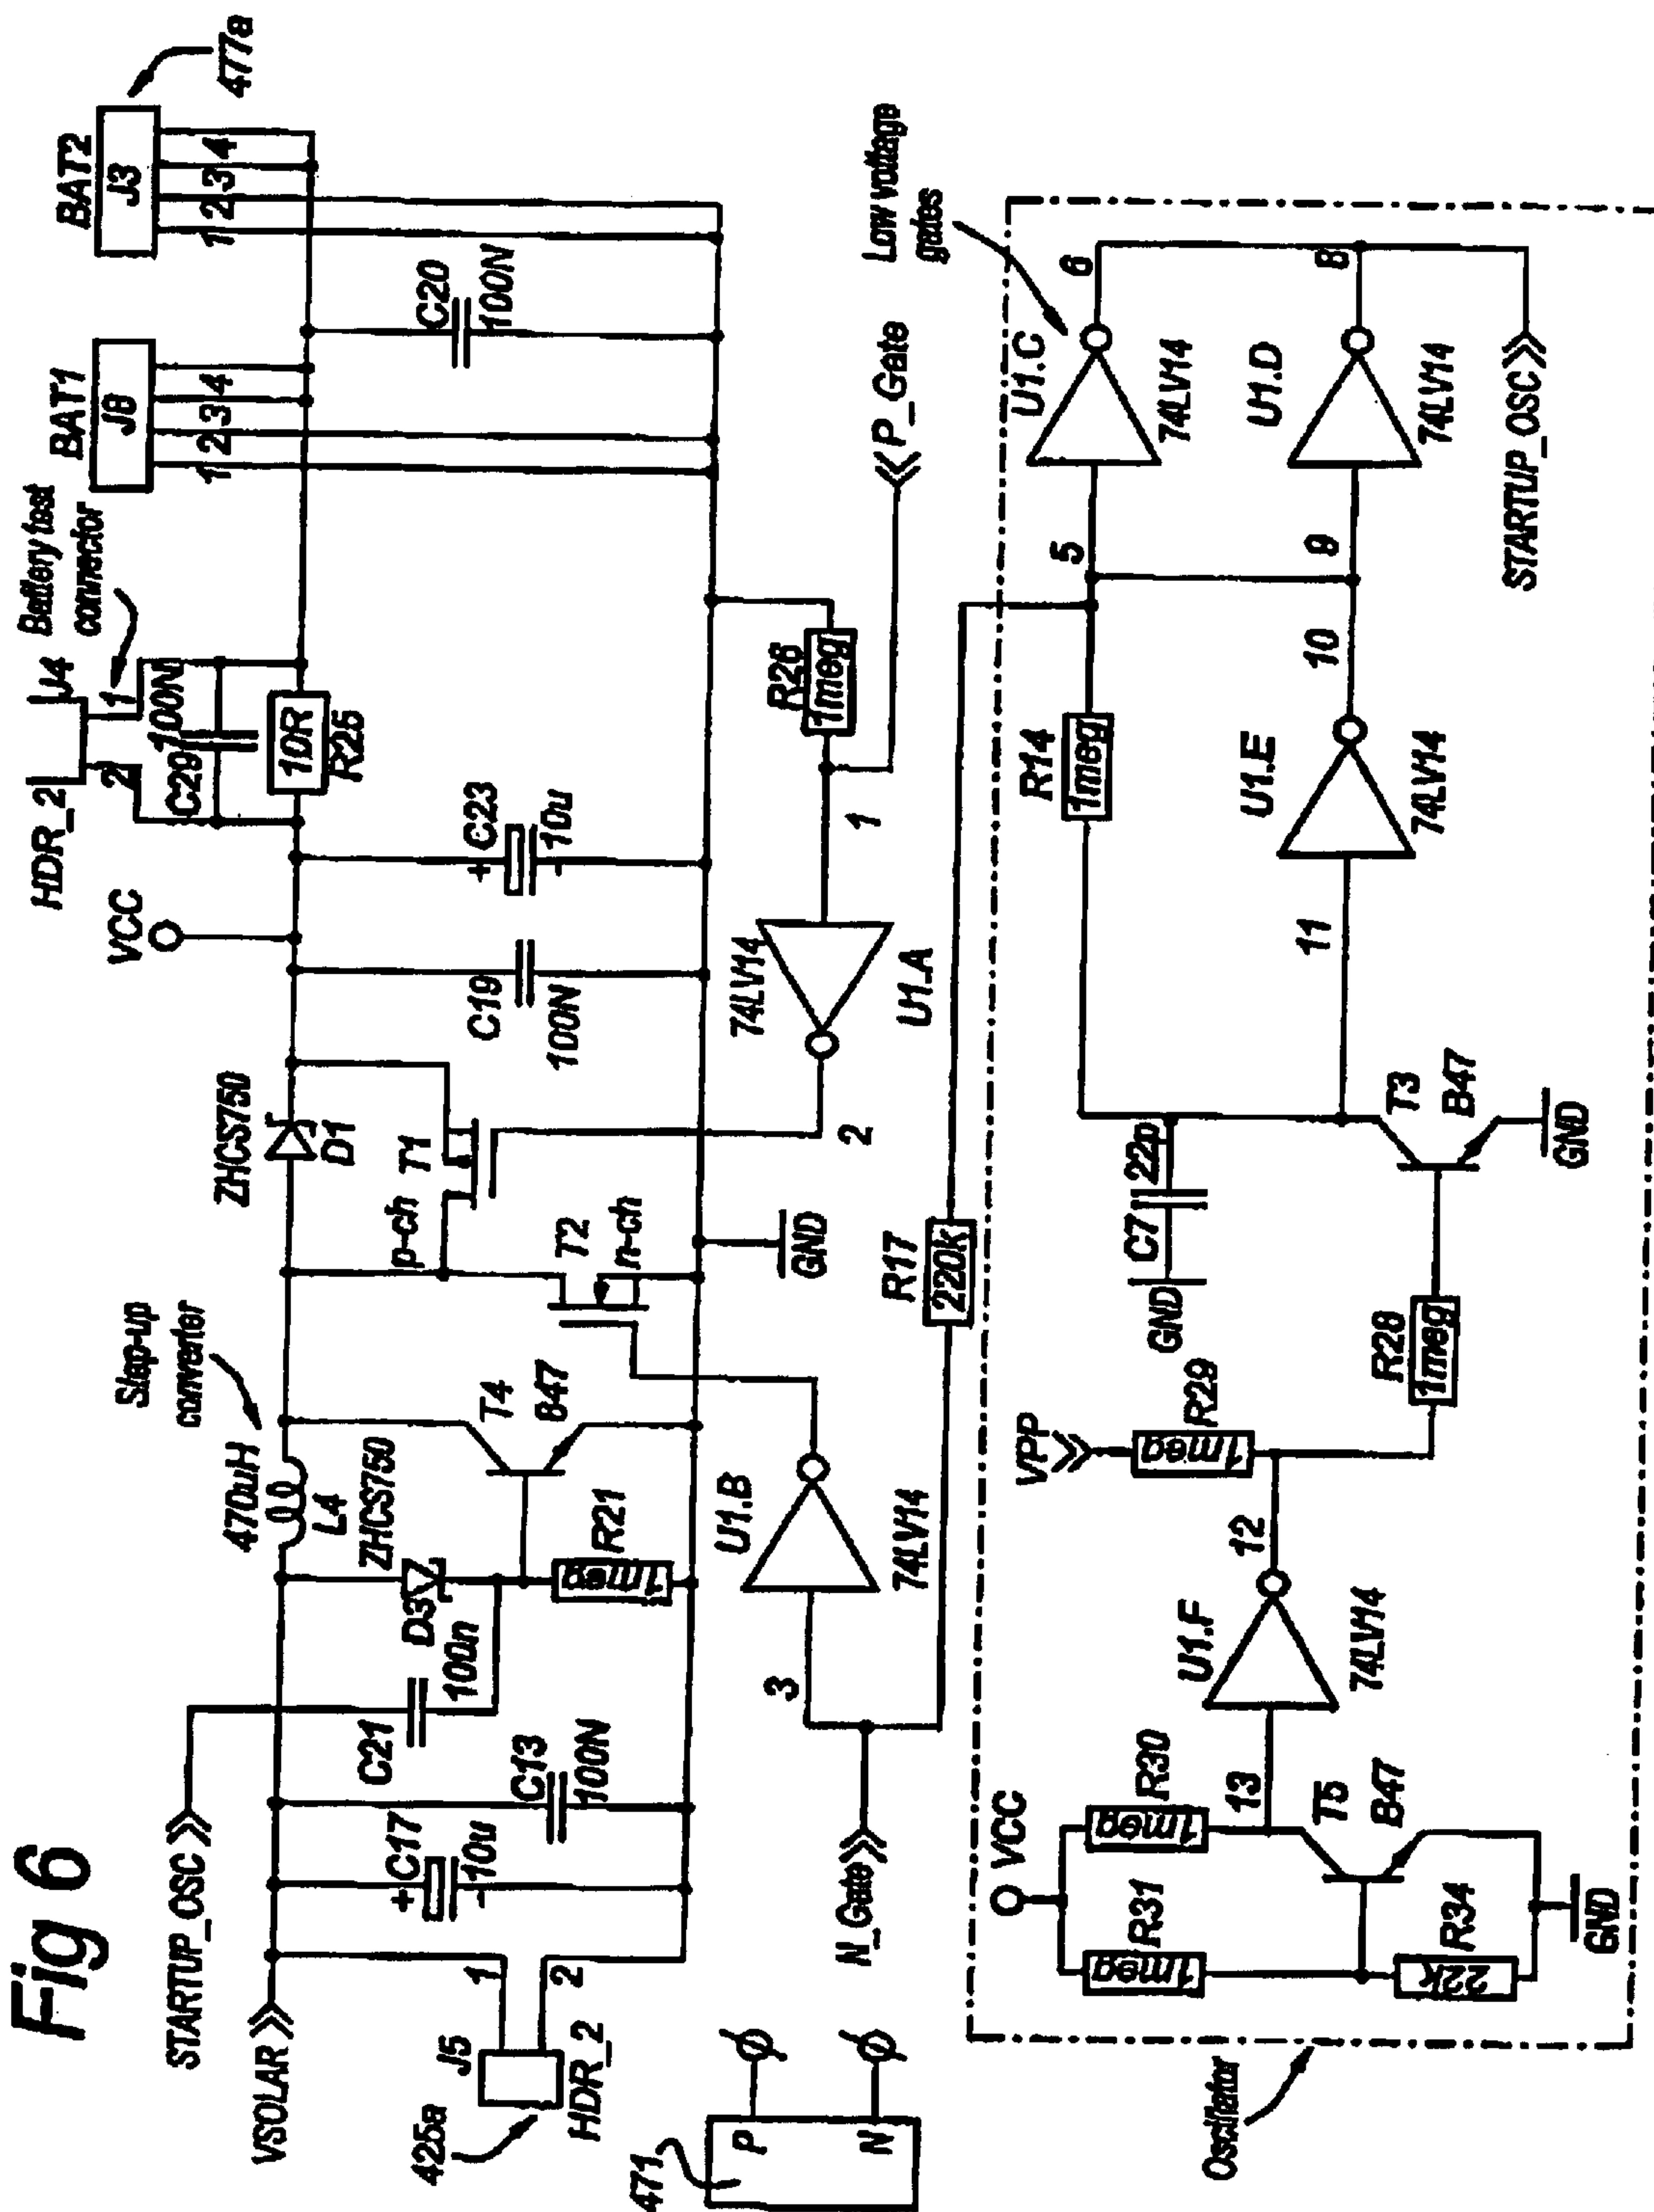 Fig 6
STARTUP_OSC
VSOLAR
425a
J5
HDR_2
1
2
471
P
N
+ C17
- 10u
C13
100N
C21
100n
D3
ZHCS750
470uH
L4
Step-up
converter
T4
B47
R21
1meg
N_Gate
3
U1.B
74LV14
T2
n-ch
p-ch
T1
ZHCS750
D1
GND
VCC
C19
100N
+ C23
- 10u
HDR_2
J4
Battery test
connector
2
1
C29
100N
10R
R25
BAT1
J8
1 2 3 4
BAT2
J3
1 2 3 4
477a
C20
100N
R26
1meg
P_Gate
1
74LV14
U1.A
2
R17
220K
Low voltage
gates
Oscillator
VCC
R31
1meg
R30
1meg
R34
22k
13
T5
B47
GND
U1.F
74LV14
12
VPP
R29
1meg
R28
1meg
GND
C7
22p
T3
B47
GND
R14
1meg
11
U1.E
74LV14
10
5
9
U1.C
74LV14
6
U1.D
74LV14
8
STARTUP_OSC